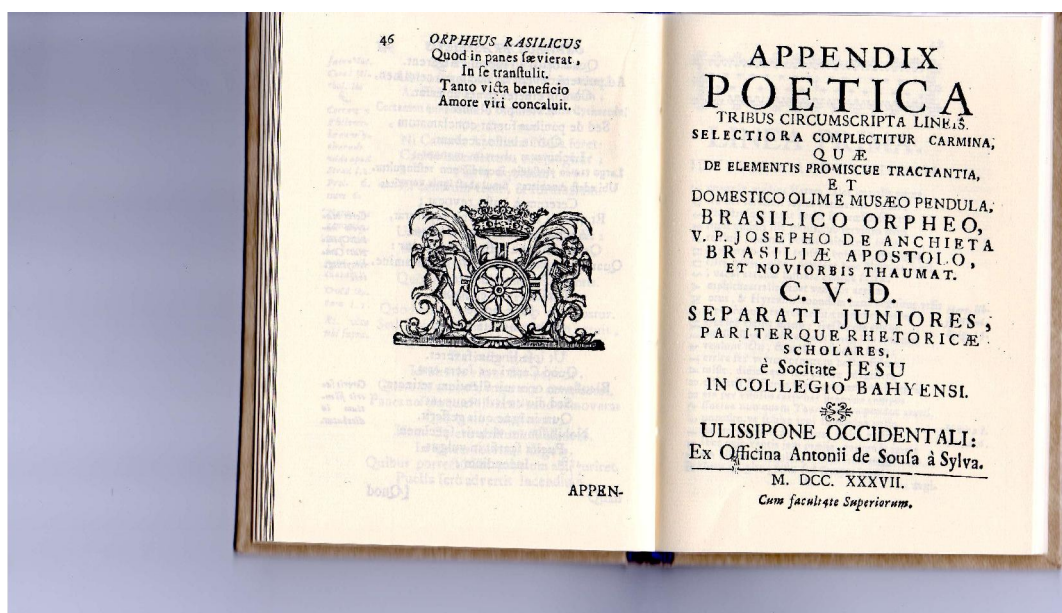 46 ORPHEUS RASILICUS
Quod in panes ſævierat,
In ſe tranſtulit.
Tanto victa beneficio
Amore viri concaluit.
APPEN-
APPENDIX
POETICA
TRIBUS CIRCUMSCRIPTA LINEIS.
SELECTIORA COMPLECTITUR CARMINA,
QUÆ
DE ELEMENTIS PROMISCUE TRACTANTIA,
ET
DOMESTICO OLIM E MUSÆO PENDULA,
BRASILICO ORPHEO,
V. P. JOSEPHO DE ANCHIETA
BRASILIÆ APOSTOLO,
ET NOVIORBIS THAUMAT.
C. V. D.
SEPARATI JUNIORES,
PARITERQUE RHETORICÆ
SCHOLARES,
è Socitate JESU
IN COLLEGIO BAHYENSI.
ULISSIPONE OCCIDENTALI:
Ex Officina Antonii de Souſa à Sylva.
M. DCC. XXXVII.
Cum facultate Superiorum.